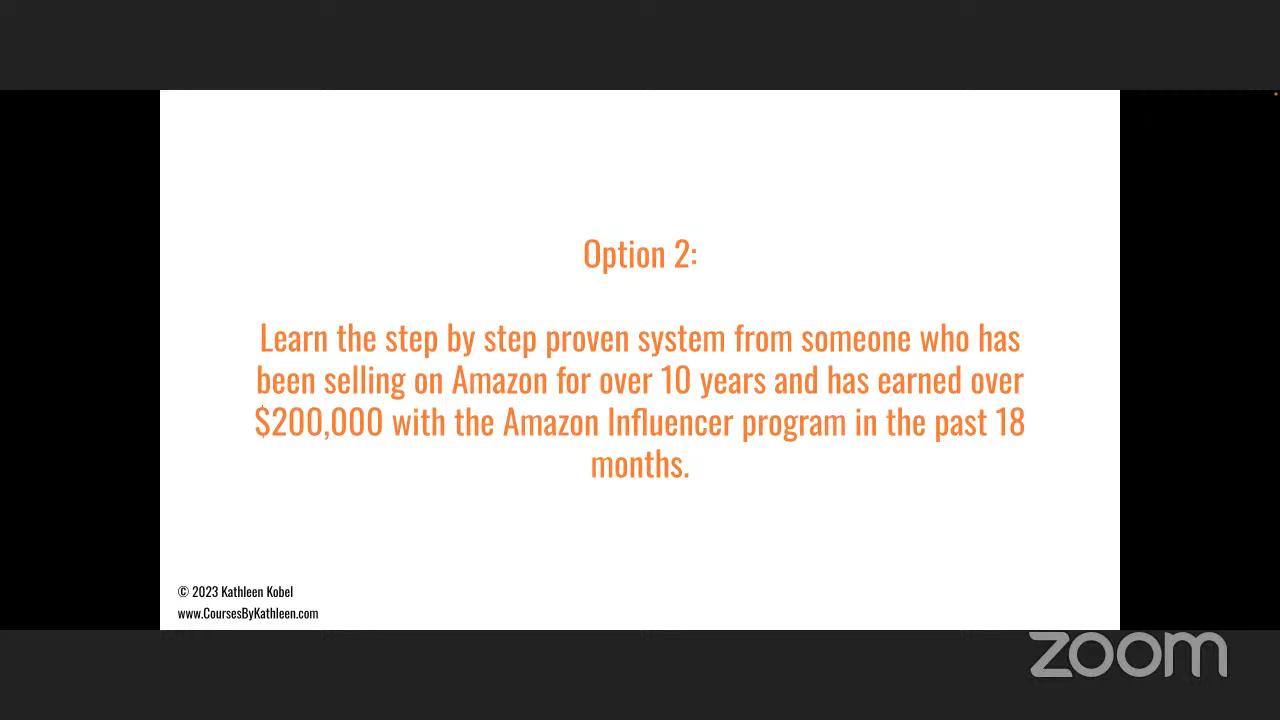 Option 2:
Learn the step by step proven system from someone who has
been selling on Amazon for over 10 years and has earned over
$200,000 with the Amazon Influencer program in the past 18
months.
© 2023 Kathleen Kobel
www.CoursesByKathleen.com
zoom